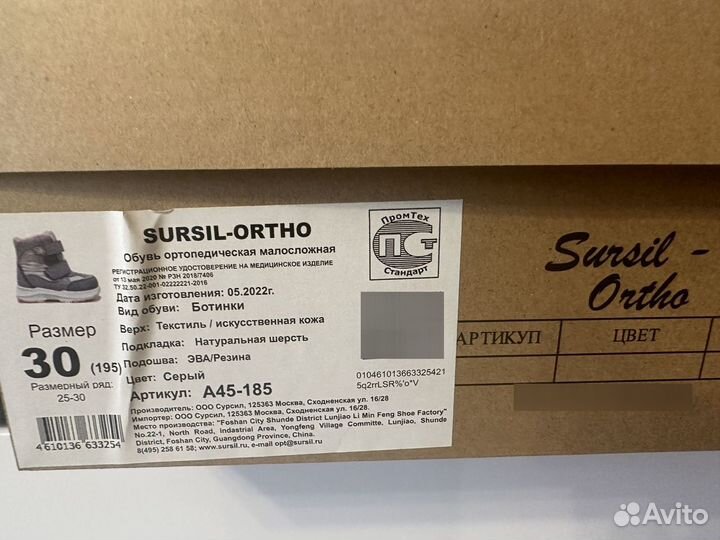 SURSIL-ORTHO
Обувь ортопедическая малосложная
РЕГИСТРАЦИОННОЕ УДОСТОВЕРЕНИЕ НА МЕДИЦИНСКОЕ ИЗДЕЛИЕ
от 13 мая 2020 № РЗН 2018/7406
ТУ 32.50.22-001-02222221-2016
Дата изготовления: 05.2022г.
Вид обуви: Ботинки
Верх: Текстиль / искусственная кожа
Подкладка: Натуральная шерсть
Подошва: ЭВА/Резина
Цвет: Серый
Артикул: A45-185
Размер
30 (195)
Размерный ряд:
25-30
4610136 633254
Производитель: ООО Сурсил, 125363 Москва, Сходненская ул. 16/28
Импортер: ООО Сурсил, 125363 Москва, Сходненская ул. 16/28.
Место производства: "Foshan City Shunde District Lunjiao Li Min Feng Shoe Factory"
No.22-1, North Road, Indastrial Area, Yongfeng Village Committe, Lunjiao, Shunde
District, Foshan City, Guangdong Province, China.
8(495) 258 61 58; www.sursil.ru, e-mail opt@sursil.ru
ПромТех
ПСТ
Стандарт
010461013663325421
5q2rrLSR%'o"V
Sursil -
Ortho
АРТИКУЛ
ЦВЕТ
Avito